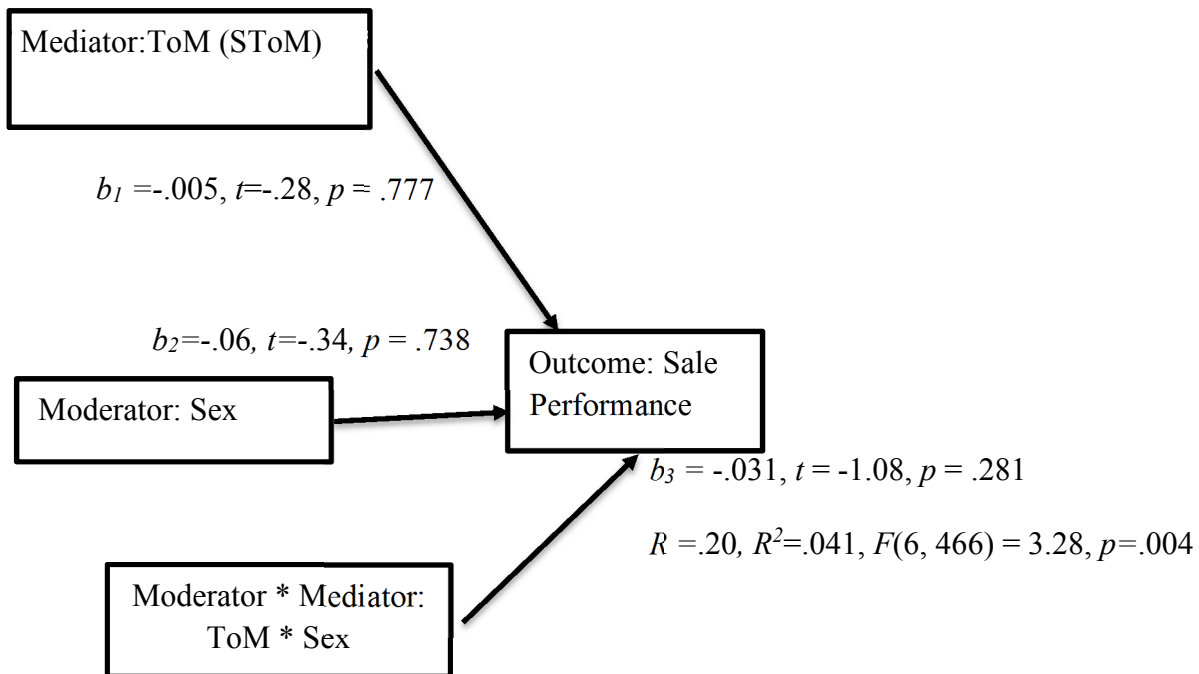 Mediator:ToM (SToM)
b1 =-.005, t=-.28, p = .777
b2=-.06, t=-.34, p = .738
Outcome: Sale
Performance
Moderator: Sex
b3 = -.031, t = -1.08, p = .281
R =.20, R²=.041, F(6, 466) = 3.28, p=.004
Moderator * Mediator:
ToM * Sex